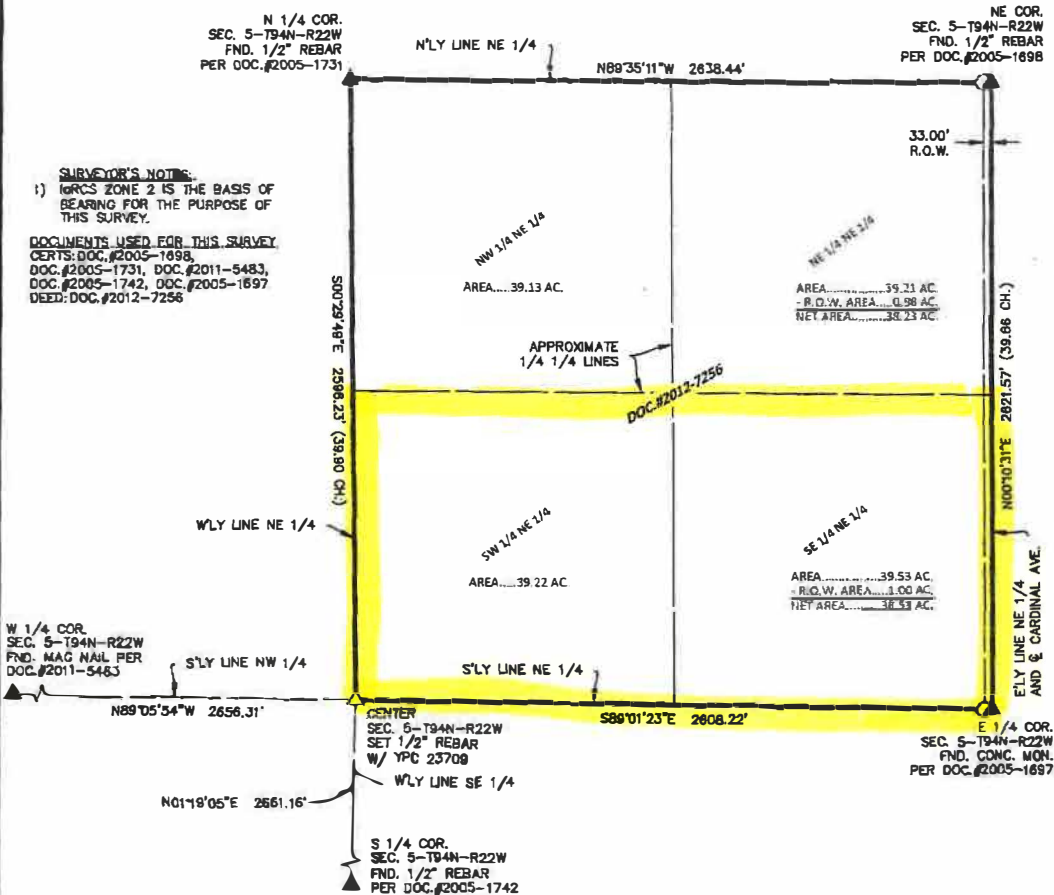 N 1/4 COR.
SEC. 5-T94N-R22W
FND. 1/2" REBAR
PER DOC.#2005-1731
N'LY LINE NE 1/4
N89°35'11"W 2638.44'
NE COR.
SEC. 5-T94N-R22W
FND. 1/2" REBAR
PER DOC.#2005-1698
33.00'
R.O.W.
SURVEYOR'S NOTES:
1) IORCS ZONE 2 IS THE BASIS OF
BEARING FOR THE PURPOSE OF
THIS SURVEY.
DOCUMENTS USED FOR THIS SURVEY
CERTS: DOC.#2005-1698,
DOC.#2005-1731, DOC.#2011-5483,
DOC.#2005-1742, DOC.#2005-1697
DEED: DOC.#2012-7256
NW 1/4 NE 1/4
AREA.....39.13 AC.
NE 1/4 NE 1/4
AREA..............39.21 AC.
- R.O.W. AREA.....0.98 AC.
NET AREA.........38.23 AC.
S00°29'49"E 2596.23' (39.90 CH.)
N00°10'31"E 2621.57' (39.86 CH.)
APPROXIMATE
1/4 1/4 LINES
DOC.#2012-7256
W'LY LINE NE 1/4
SW 1/4 NE 1/4
AREA.....39.22 AC.
SE 1/4 NE 1/4
AREA..............39.53 AC.
- R.O.W. AREA.....1.00 AC.
NET AREA.........38.53 AC.
E'LY LINE NE 1/4
AND ℄ CARDINAL AVE.
W 1/4 COR.
SEC. 5-T94N-R22W
FND. MAG NAIL PER
DOC.#2011-5483
S'LY LINE NW 1/4
N89°05'54"W 2656.31'
S'LY LINE NE 1/4
S89°01'23"E 2608.22'
CENTER
SEC. 5-T94N-R22W
SET 1/2" REBAR
W/ YPC 23709
E 1/4 COR.
SEC. 5-T94N-R22W
FND. CONC. MON.
PER DOC.#2005-1697
W'LY LINE SE 1/4
N01°19'05"E 2661.16'
S 1/4 COR.
SEC. 5-T94N-R22W
FND. 1/2" REBAR
PER DOC.#2005-1742